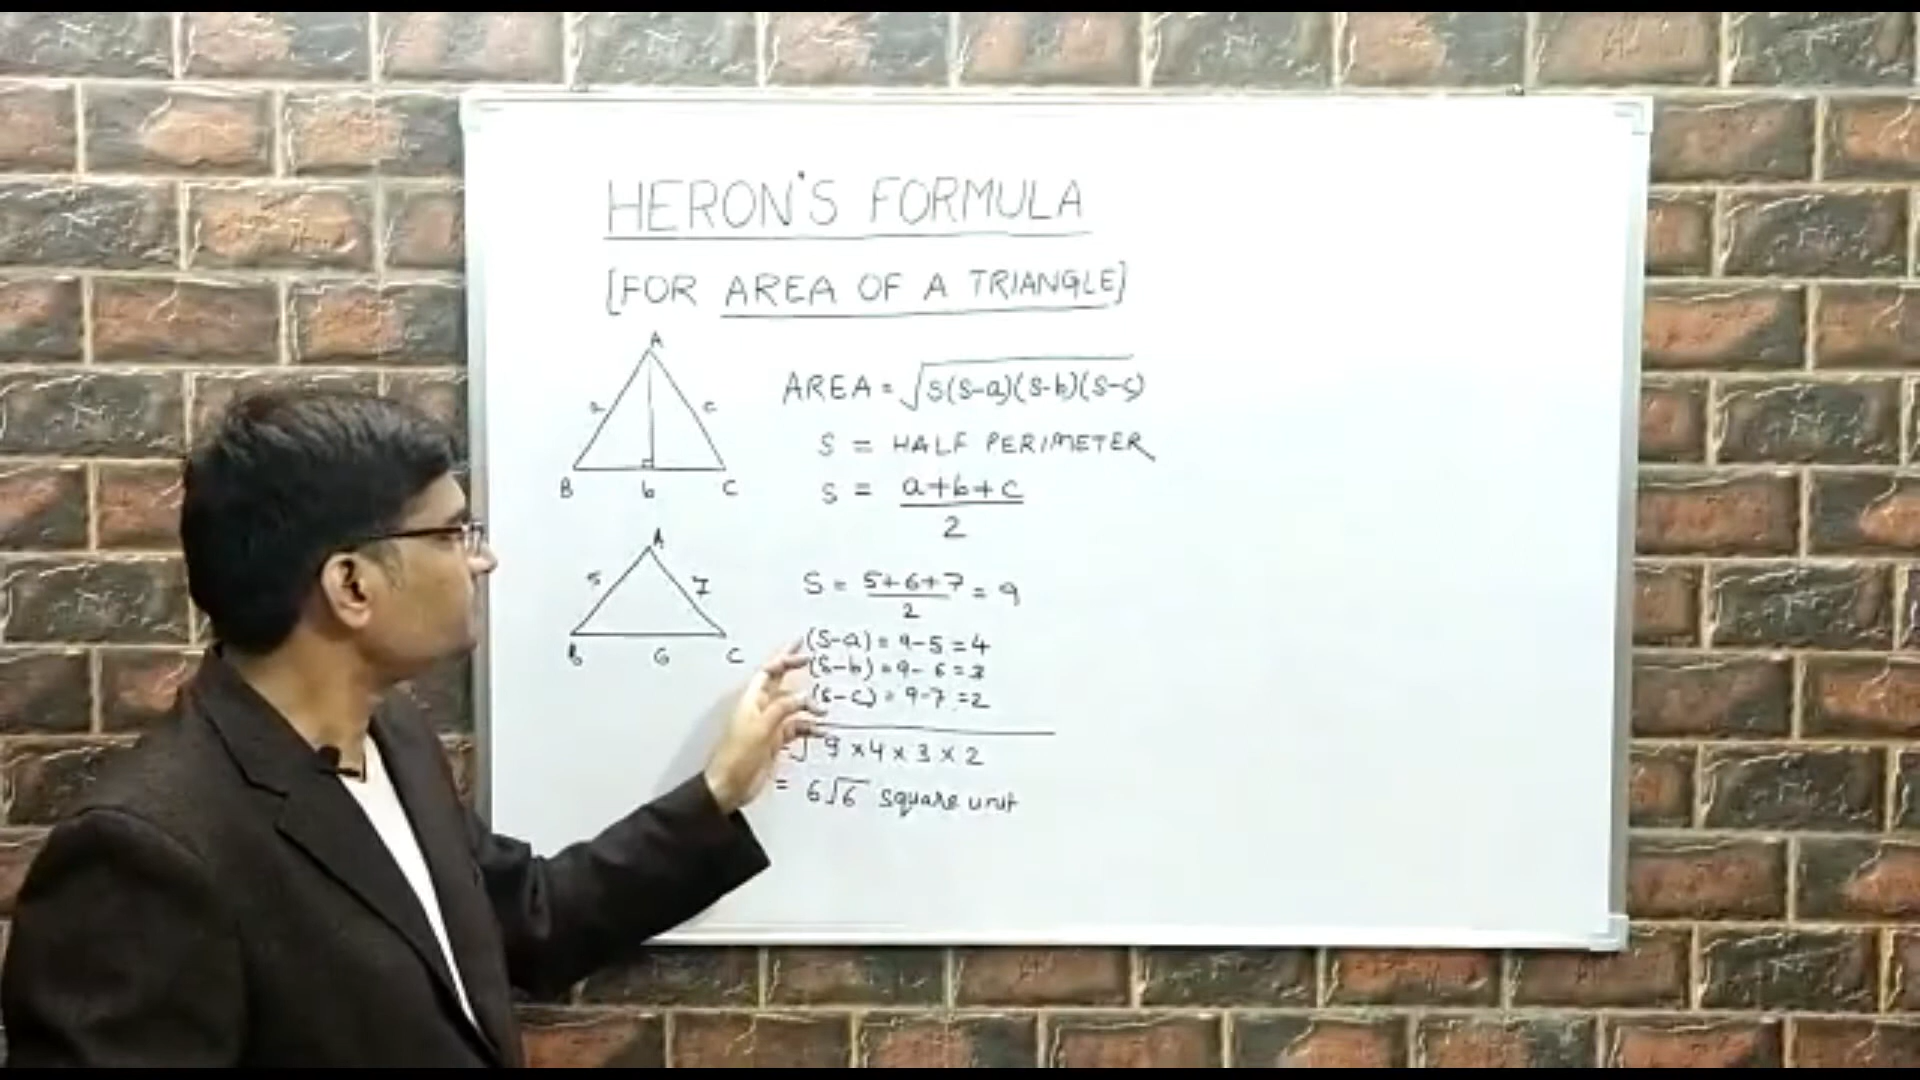 HERON'S FORMULA
[FOR AREA OF A TRIANGLE]
A
a c
B b C
AREA = √s(s-a)(s-b)(s-c)
S = HALF PERIMETER
S = a+b+c
2
A
5 7
B 6 C
S = 5+6+7 = 9
2
(S-a) = 9-5 = 4
(S-b) = 9-6 = 3
(S-c) = 9-7 = 2
= √9 × 4 × 3 × 2
= 6√6 square unit